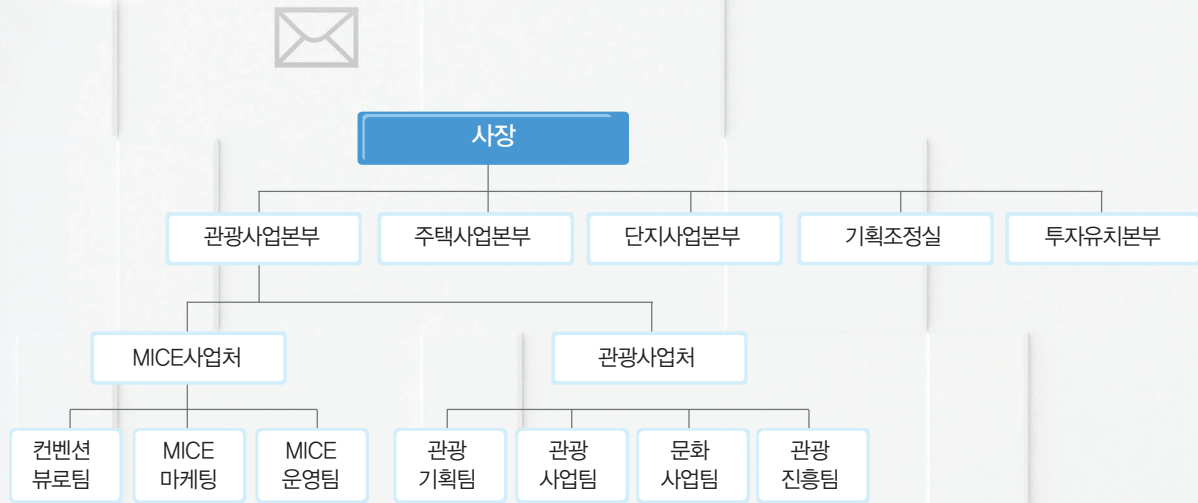 사장
관광사업본부
주택사업본부
단지사업본부
기획조정실
투자유치본부
MICE사업처
관광사업처
컨벤션
뷰로팀
MICE
마케팅
MICE
운영팀
관광
기획팀
관광
사업팀
문화
사업팀
관광
진흥팀